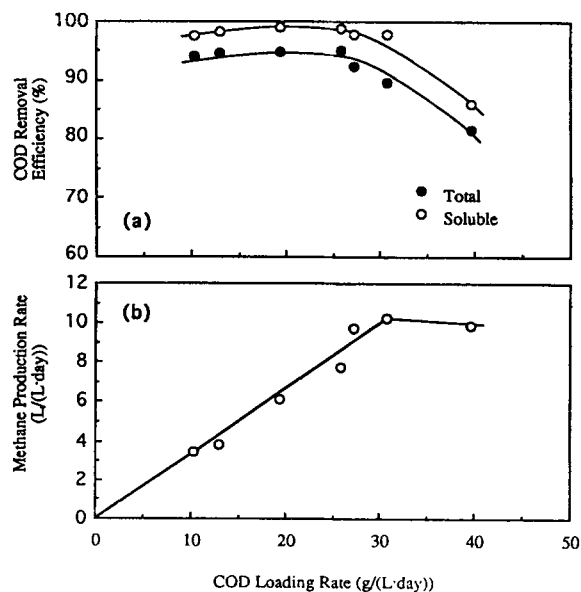 COD Removal
Efficiency (%)
100
90
80
70
60
(a)
Total
Soluble
Methane Production Rate
(L/(L·day))
12
10
8
6
4
2
0
(b)
0 10 20 30 40 50
COD Loading Rate (g/(L·day))